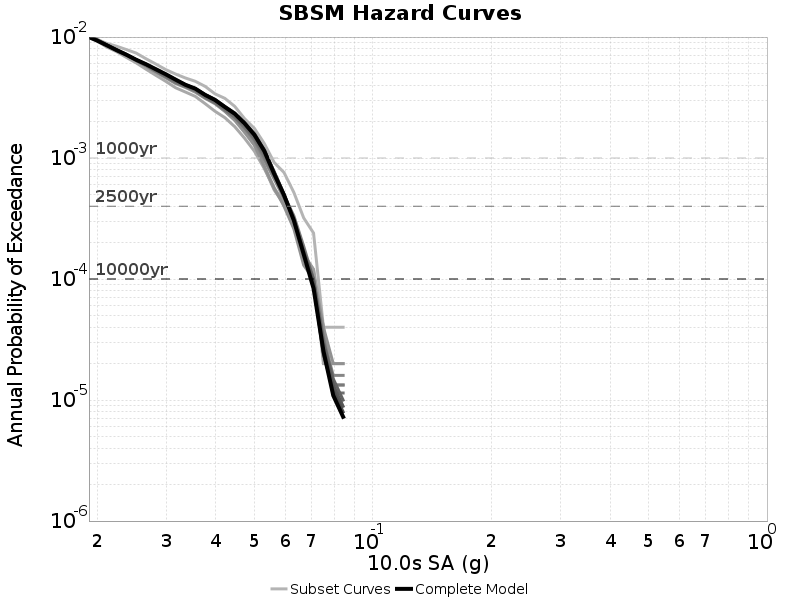 SBSM Hazard Curves
Annual Probability of Exceedance
10-2
10-3
10-4
10-5
10-6
1000yr
2500yr
10000yr
2 3 4 5 6 7 10-1 2 3 4 5 6 7 100
10.0s SA (g)
Subset Curves Complete Model